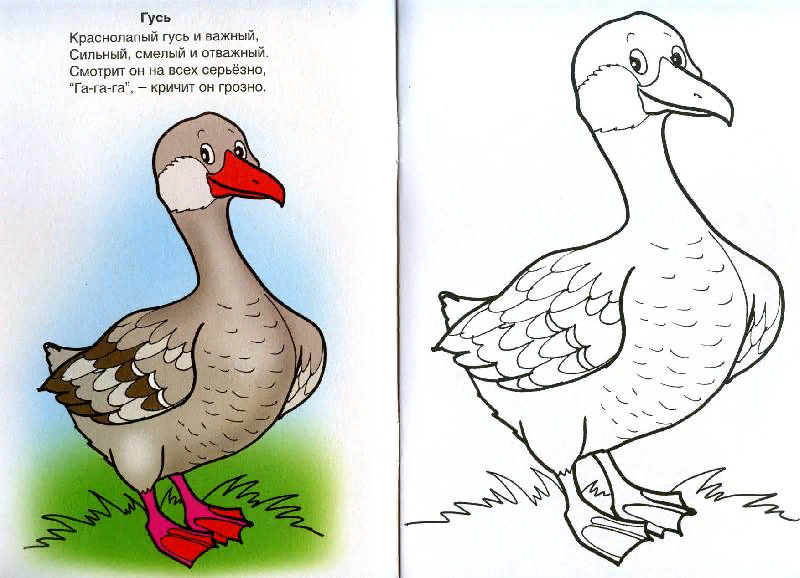 Гусь
Краснолапый гусь и важный,
Сильный, смелый и отважный.
Смотрит он на всех серьёзно,
"Га-га-га", – кричит он грозно.